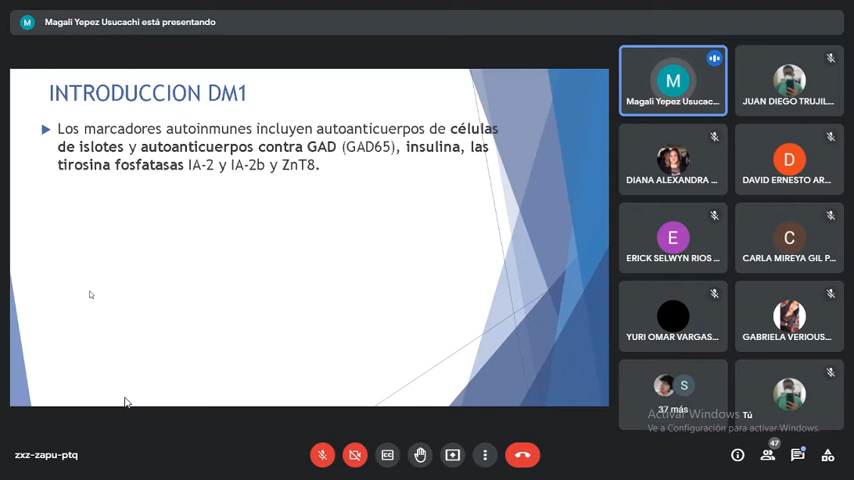 M Magali Yepez Usucachi está presentando
INTRODUCCION DM1
Los marcadores autoinmunes incluyen autoanticuerpos de células
de islotes y autoanticuerpos contra GAD (GAD65), insulina, las
tirosina fosfatasas IA-2 y IA-2b y ZnT8.
M
Magali Yepez Usucac...
JUAN DIEGO TRUJIL...
DIANA ALEXANDRA ...
D
DAVID ERNESTO AR...
E
ERICK SELWYN RIOS ...
C
CARLA MIREYA GIL P...
YURI OMAR VARGAS...
GABRIELA VERIOUS...
S
37 más
Tú
Activar Windows
Ve a Configuración para activar Windows.
zxz-zapu-ptq
CC
47